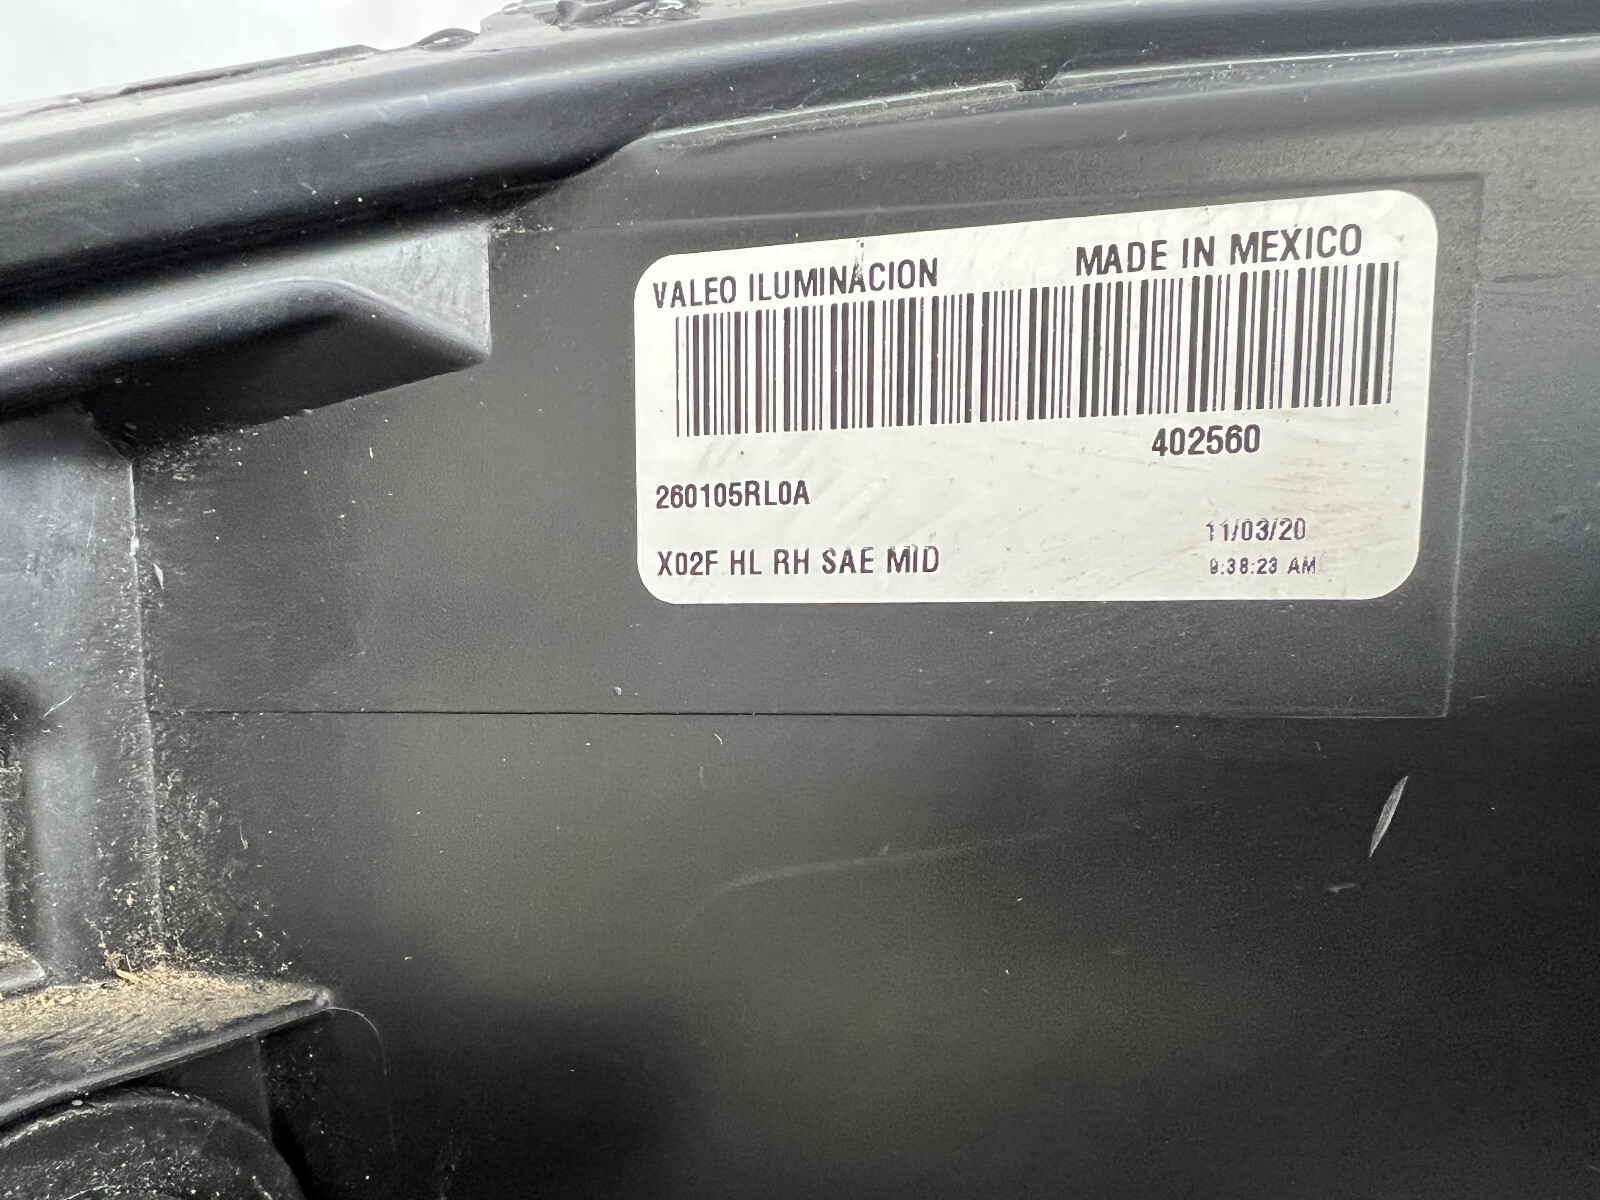 VALEO ILUMINACION MADE IN MEXICO
402560
260105RL0A
11/03/20
X02F HL RH SAE MID
9:38:23 AM